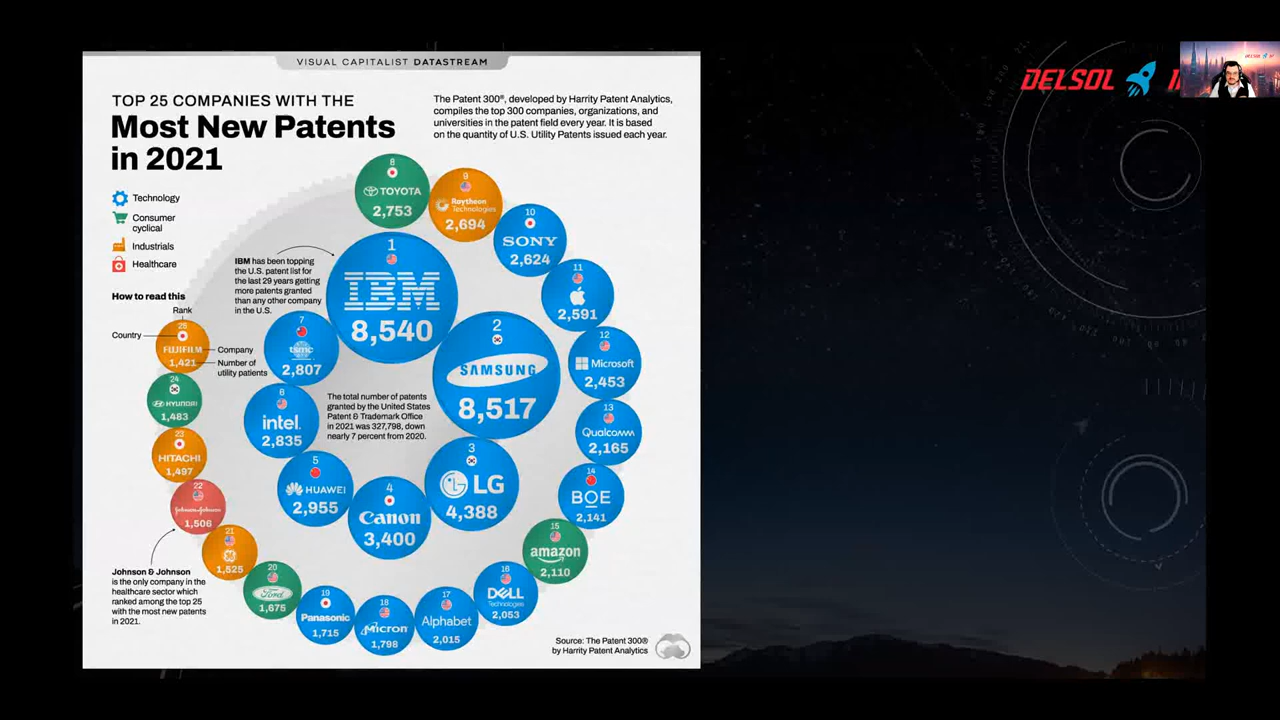 VISUAL CAPITALIST DATASTREAM
TOP 25 COMPANIES WITH THE
Most New Patents
in 2021
The Patent 300®, developed by Harrity Patent Analytics,
compiles the top 300 companies, organizations, and
universities in the patent field every year. It is based
on the quantity of U.S. Utility Patents issued each year.
DELSOL
Technology
Consumer
cyclical
Industrials
Healthcare
How to read this
Rank
Country
Company
Number of
utility patents
IBM has been topping
the U.S. patent list for
the last 29 years getting
more patents granted
than any other company
in the U.S.
1
IBM
8,540
2
SAMSUNG
8,517
3
LG
4,388
4
Canon
3,400
5
HUAWEI
2,955
6
intel.
2,835
7
tsmc
2,807
8
TOYOTA
2,753
9
Raytheon
Technologies
2,694
10
SONY
2,624
11
2,591
12
Microsoft
2,453
13
Qualcomm
2,165
14
BOE
2,141
15
amazon
2,110
16
DELL
Technologies
2,053
17
Alphabet
2,015
18
Micron
1,798
19
Panasonic
1,715
20
Ford
1,675
21
GE
1,525
22
Johnson & Johnson
1,506
23
HITACHI
1,497
24
HYUNDAI
1,483
25
FUJIFILM
1,421
The total number of patents
granted by the United States
Patent & Trademark Office
in 2021 was 327,798, down
nearly 7 percent from 2020.
Johnson & Johnson
is the only company in the
healthcare sector which
ranked among the top 25
with the most new patents
in 2021.
Source: The Patent 300®
by Harrity Patent Analytics